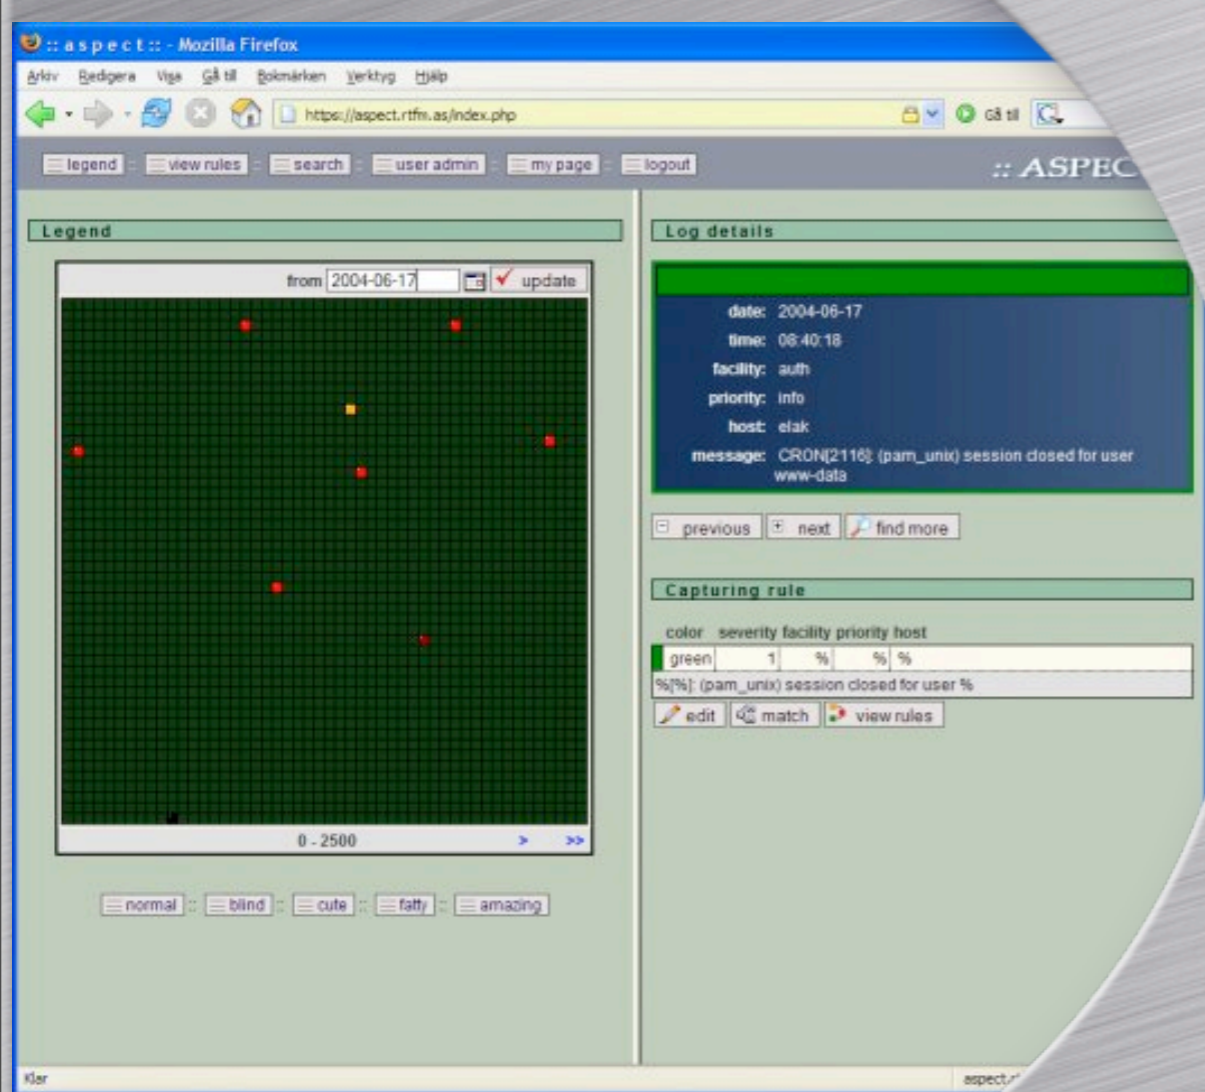 :: a s p e c t :: - Mozilla Firefox
Arkiv Redigera Visa Gå till Bokmärken Verktyg Hjälp
https://aspect.rtfm.as/index.php Gå till
legend :: view rules :: search :: user admin :: my page :: logout :: ASPEC
Legend
from 2004-06-17 update
0 - 2500 > >>
normal :: blind :: cute :: fatty :: amazing
Log details
date: 2004-06-17
time: 08:40:18
facility: auth
priority: info
host: elak
message: CRON[2116]: (pam_unix) session closed for user
www-data
previous next find more
Capturing rule
color severity facility priority host
green 1 % % %
%[%]: (pam_unix) session closed for user %
edit match view rules
Klar aspect.r